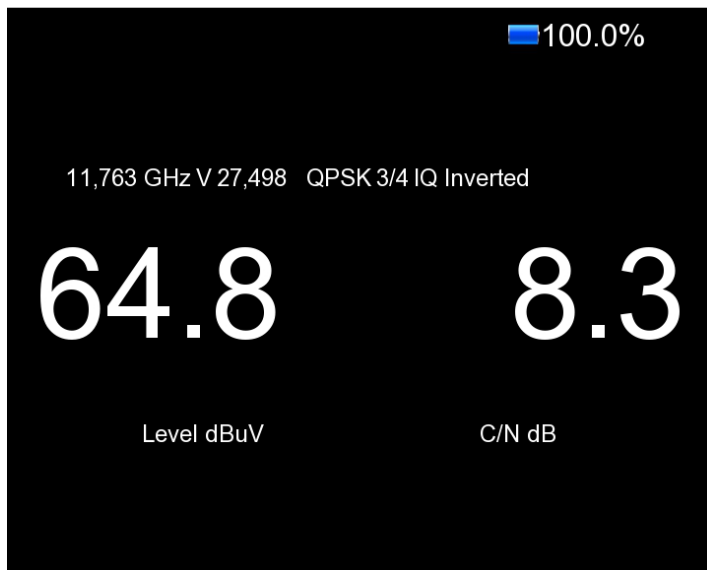 100.0%
11,763 GHz V 27,498 QPSK 3/4 IQ Inverted
64.8 8.3
Level dBuV C/N dB